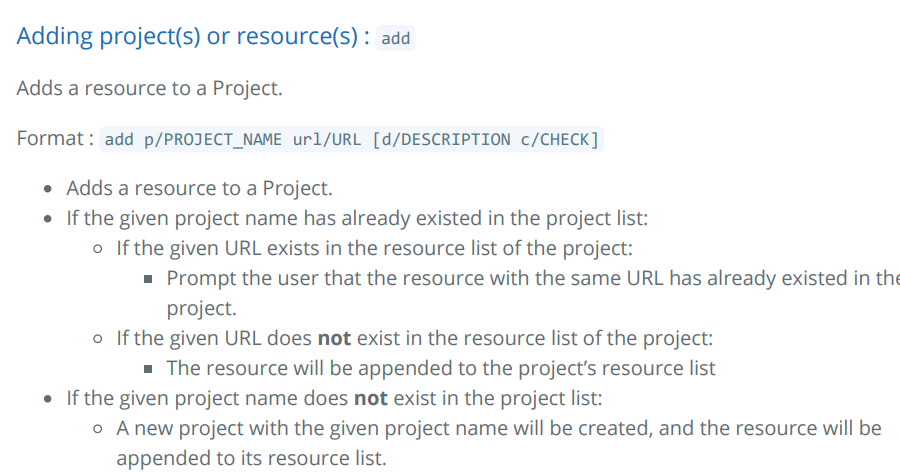 Adding project(s) or resource(s) : add
Adds a resource to a Project.
Format : add p/PROJECT_NAME url/URL [d/DESCRIPTION c/CHECK]
Adds a resource to a Project.
If the given project name has already existed in the project list:
If the given URL exists in the resource list of the project:
Prompt the user that the resource with the same URL has already existed in the
project.
If the given URL does not exist in the resource list of the project:
The resource will be appended to the project’s resource list
If the given project name does not exist in the project list:
A new project with the given project name will be created, and the resource will be
appended to its resource list.